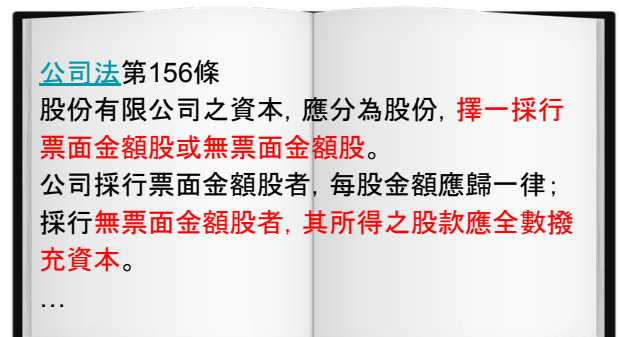 公司法第156條
股份有限公司之資本, 應分為股份, 擇一採行
票面金額股或無票面金額股。
公司採行票面金額股者, 每股金額應歸一律;
採行無票面金額股者, 其所得之股款應全數撥
充資本。
…